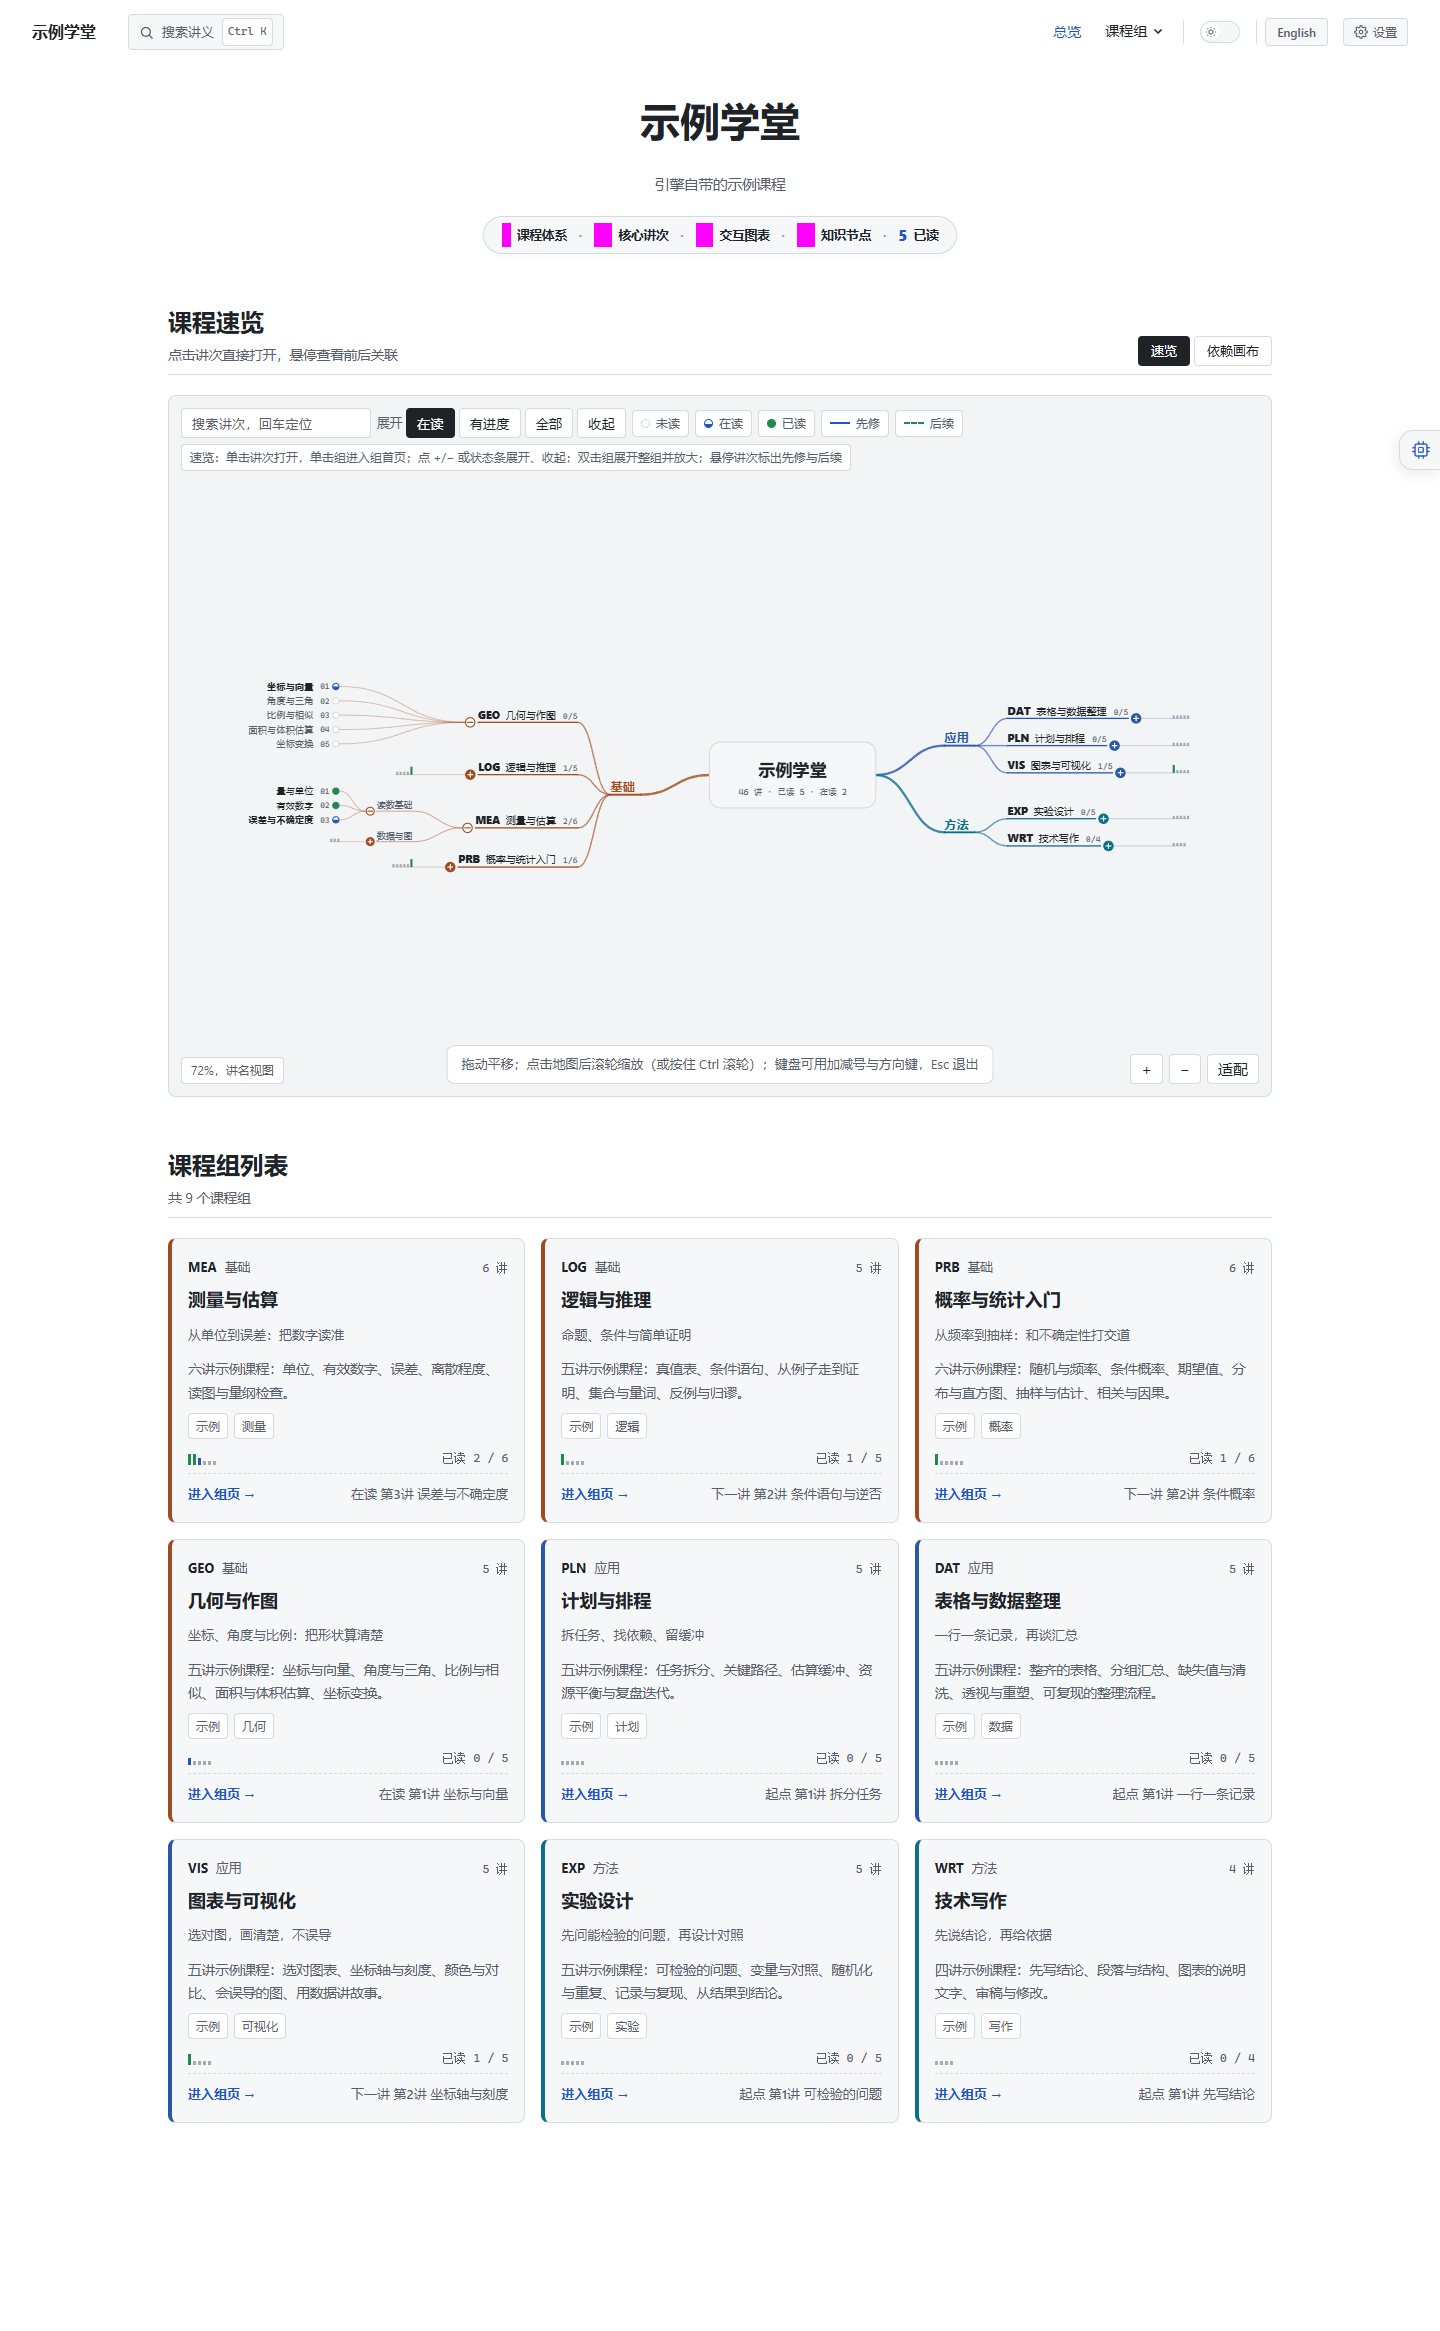 示例学堂
搜索讲义 Ctrl K
总览
课程组
English
设置
示例学堂
引擎自带的示例课程
课程体系 · 核心讲次 · 交互图表 · 知识节点 · 5 已读
课程速览
点击讲次直接打开，悬停查看前后关联
速览
依赖画布
搜索讲次，回车定位
展开 在读 有进度 全部 收起
未读 在读 已读 先修 后续
速览：单击讲次打开，单击组进入组首页；点 +/− 或状态条展开、收起；双击组展开整组并放大；悬停讲次标出先修与后续
坐标与向量 01
角度与三角 02
比例与相似 03
面积与体积估算 04
坐标变换 05
GEO 几何与作图 0/5
LOG 逻辑与推理 1/5
量与单位 01
有效数字 02
误差与不确定度 03
读数基础
数据与图
MEA 测量与估算 2/6
PRB 概率与统计入门 1/6
基础
示例学堂
46 讲 · 已读 5 · 在读 2
应用
DAT 表格与数据整理 0/5
PLN 计划与排程 0/5
VIS 图表与可视化 1/5
方法
EXP 实验设计 0/5
WRT 技术写作 0/4
72%，讲名视图
拖动平移；点击地图后滚轮缩放（或按住 Ctrl 滚轮）；键盘可用加减号与方向键，Esc 退出
+ − 适配
课程组列表
共 9 个课程组
MEA 基础 6 讲
测量与估算
从单位到误差：把数字读准
六讲示例课程：单位、有效数字、误差、离散程度、
读图与量纲检查。
示例 测量
已读 2 / 6
进入组页 → 在读 第3讲 误差与不确定度
LOG 基础 5 讲
逻辑与推理
命题、条件与简单证明
五讲示例课程：真值表、条件语句、从例子走到证
明、集合与量词、反例与归谬。
示例 逻辑
已读 1 / 5
进入组页 → 下一讲 第2讲 条件语句与逆否
PRB 基础 6 讲
概率与统计入门
从频率到抽样：和不确定性打交道
六讲示例课程：随机与频率、条件概率、期望值、分
布与直方图、抽样与估计、相关与因果。
示例 概率
已读 1 / 6
进入组页 → 下一讲 第2讲 条件概率
GEO 基础 5 讲
几何与作图
坐标、角度与比例：把形状算清楚
五讲示例课程：坐标与向量、角度与三角、比例与相
似、面积与体积估算、坐标变换。
示例 几何
已读 0 / 5
进入组页 → 在读 第1讲 坐标与向量
PLN 应用 5 讲
计划与排程
拆任务、找依赖、留缓冲
五讲示例课程：任务拆分、关键路径、估算缓冲、资
源平衡与复盘迭代。
示例 计划
已读 0 / 5
进入组页 → 起点 第1讲 拆分任务
DAT 应用 5 讲
表格与数据整理
一行一条记录，再谈汇总
五讲示例课程：整齐的表格、分组汇总、缺失值与清
洗、透视与重塑、可复现的整理流程。
示例 数据
已读 0 / 5
进入组页 → 起点 第1讲 一行一条记录
VIS 应用 5 讲
图表与可视化
选对图，画清楚，不误导
五讲示例课程：选对图表、坐标轴与刻度、颜色与对
比、会误导的图、用数据讲故事。
示例 可视化
已读 1 / 5
进入组页 → 下一讲 第2讲 坐标轴与刻度
EXP 方法 5 讲
实验设计
先问能检验的问题，再设计对照
五讲示例课程：可检验的问题、变量与对照、随机化
与重复、记录与复现、从结果到结论。
示例 实验
已读 0 / 5
进入组页 → 起点 第1讲 可检验的问题
WRT 方法 4 讲
技术写作
先说结论，再给依据
四讲示例课程：先写结论、段落与结构、图表的说明
文字、审稿与修改。
示例 写作
已读 0 / 4
进入组页 → 起点 第1讲 先写结论